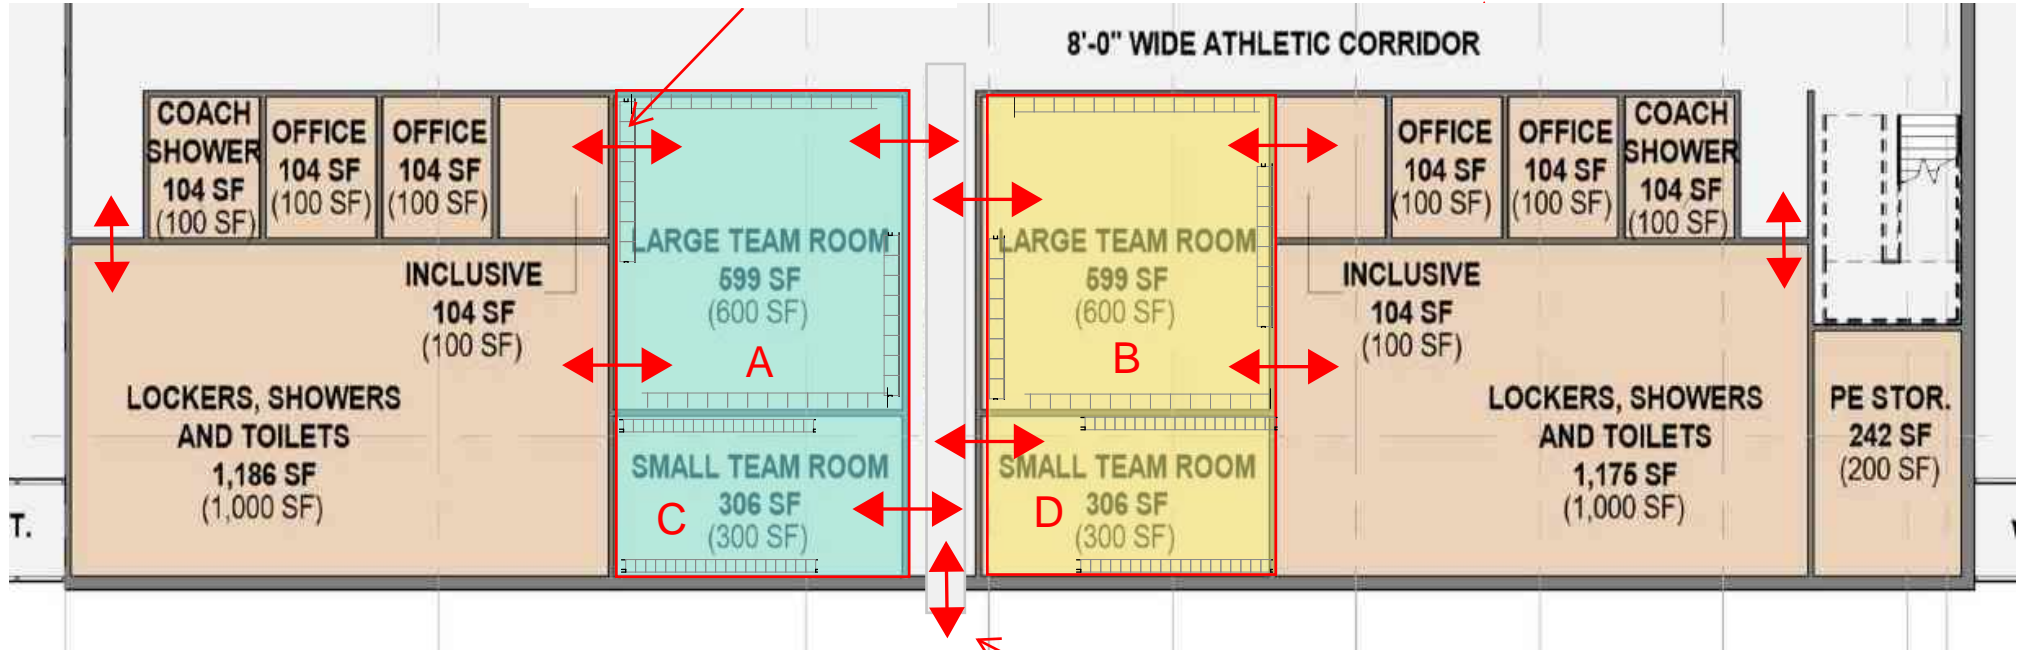 8'-0" WIDE ATHLETIC CORRIDOR
COACH
SHOWER
104 SF
(100 SF)
OFFICE
104 SF
(100 SF)
OFFICE
104 SF
(100 SF)
INCLUSIVE
104 SF
(100 SF)
LOCKERS, SHOWERS
AND TOILETS
1,186 SF
(1,000 SF)
LARGE TEAM ROOM
599 SF
(600 SF)
A
SMALL TEAM ROOM
306 SF
(300 SF)
C
LARGE TEAM ROOM
599 SF
(600 SF)
B
SMALL TEAM ROOM
306 SF
(300 SF)
D
OFFICE
104 SF
(100 SF)
OFFICE
104 SF
(100 SF)
COACH
SHOWER
104 SF
(100 SF)
INCLUSIVE
104 SF
(100 SF)
LOCKERS, SHOWERS
AND TOILETS
1,175 SF
(1,000 SF)
PE STOR.
242 SF
(200 SF)
T.